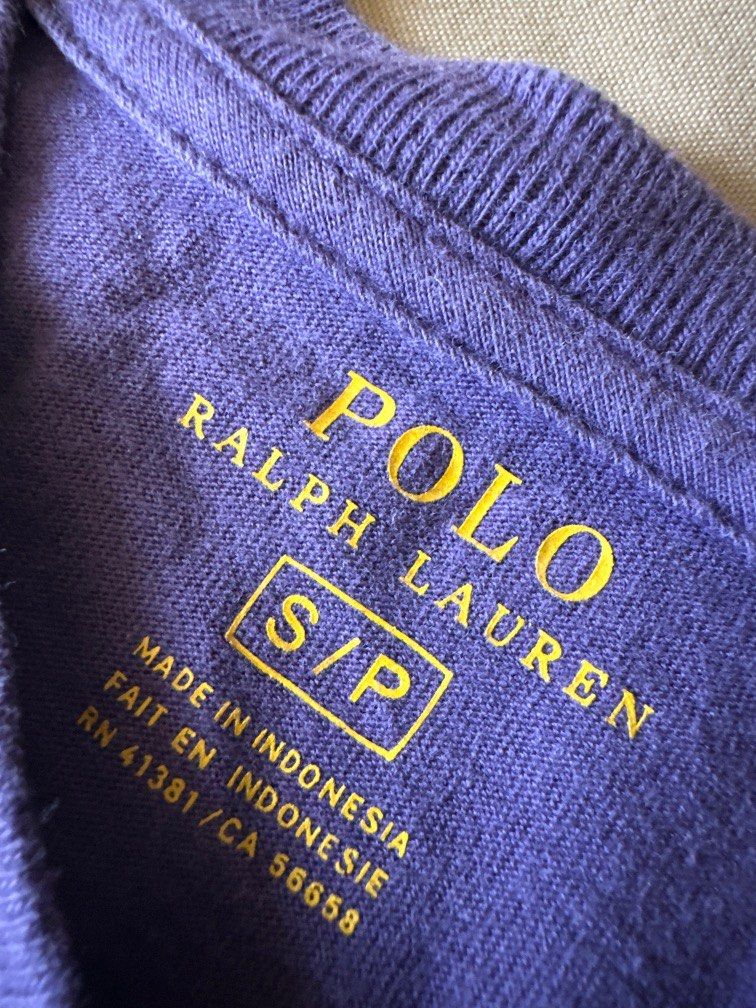 POLO
RALPH LAUREN
S/P
MADE IN INDONESIA
FAIT EN INDONESIE
RN 41381/CA 56658